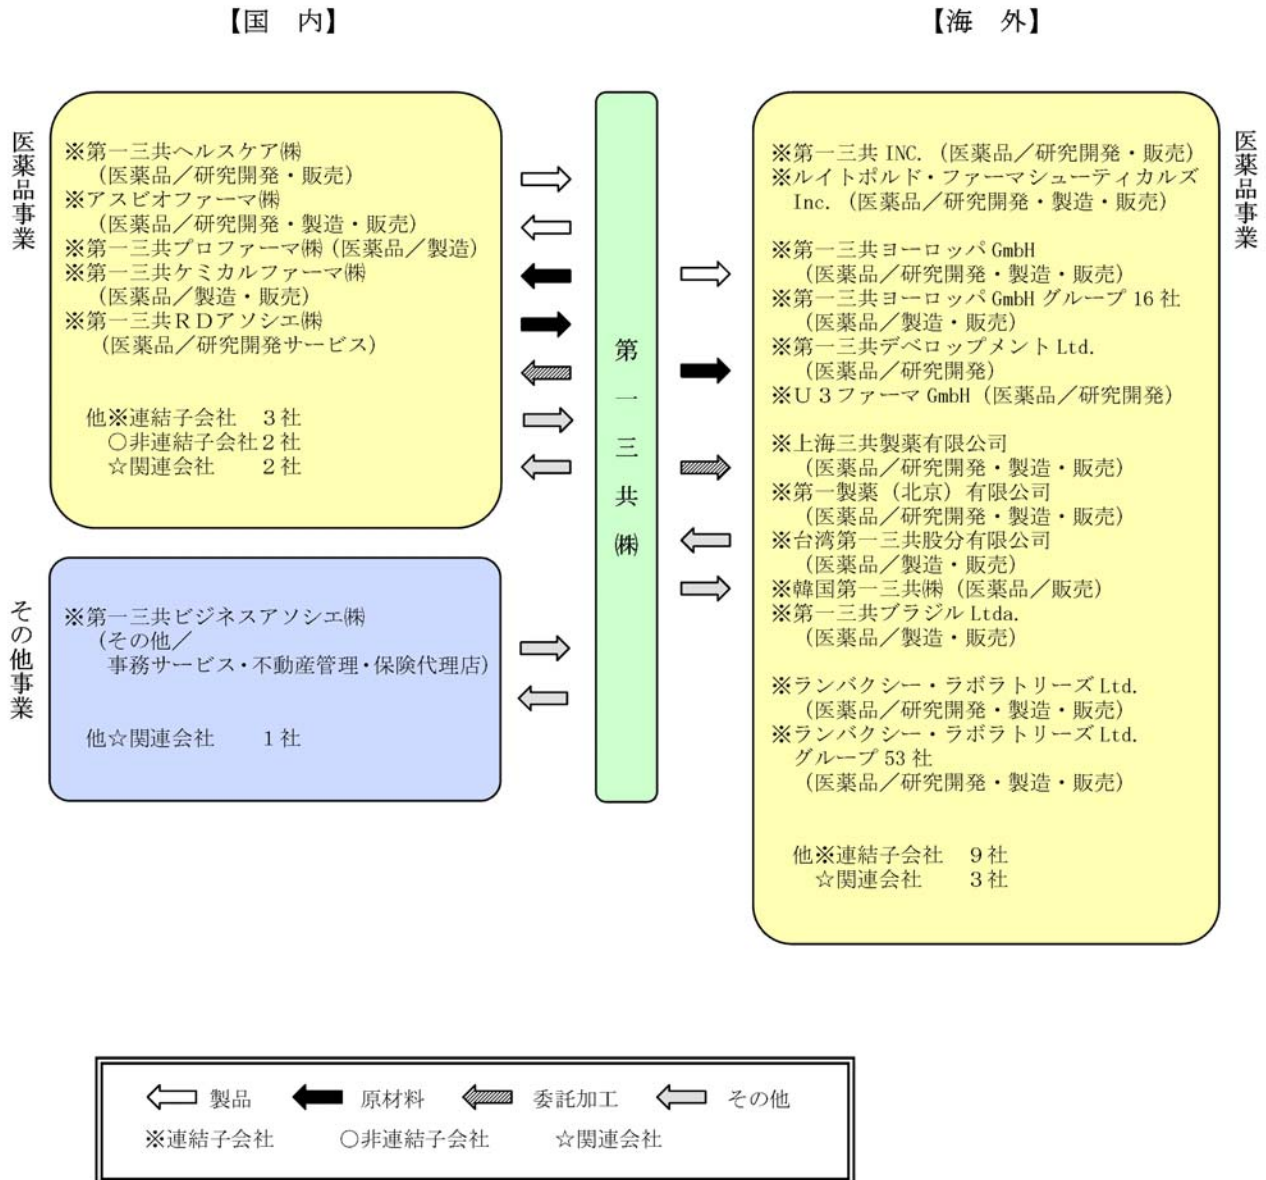 【国　内】
【海　外】
医薬品事業
※第一三共ヘルスケア㈱
(医薬品／研究開発・販売)
※アスビオファーマ㈱
(医薬品／研究開発・製造・販売)
※第一三共プロファーマ㈱ (医薬品／製造)
※第一三共ケミカルファーマ㈱
(医薬品／製造・販売)
※第一三共ＲＤアソシエ㈱
(医薬品／研究開発サービス)
他※連結子会社　３社
○非連結子会社２社
☆関連会社　２社
その他事業
※第一三共ビジネスアソシエ㈱
(その他／
事務サービス・不動産管理・保険代理店)
他☆関連会社　１社
第一三共㈱
医薬品事業
※第一三共 INC. (医薬品／研究開発・販売)
※ルイトポルド・ファーマシューティカルズ
Inc. (医薬品／研究開発・製造・販売)
※第一三共ヨーロッパ GmbH
(医薬品／研究開発・製造・販売)
※第一三共ヨーロッパ GmbH グループ 16 社
(医薬品／製造・販売)
※第一三共デベロップメント Ltd.
(医薬品／研究開発)
※Ｕ３ファーマ GmbH (医薬品／研究開発)
※上海三共製薬有限公司
(医薬品／研究開発・製造・販売)
※第一製薬（北京）有限公司
(医薬品／研究開発・製造・販売)
※台湾第一三共股分有限公司
(医薬品／製造・販売)
※韓国第一三共㈱ (医薬品／販売)
※第一三共ブラジル Ltda.
(医薬品／製造・販売)
※ランバクシー・ラボラトリーズ Ltd.
(医薬品／研究開発・製造・販売)
※ランバクシー・ラボラトリーズ Ltd.
グループ 53 社
(医薬品／研究開発・製造・販売)
他※連結子会社　９社
☆関連会社　３社
製品　原材料　委託加工　その他
※連結子会社　○非連結子会社　☆関連会社